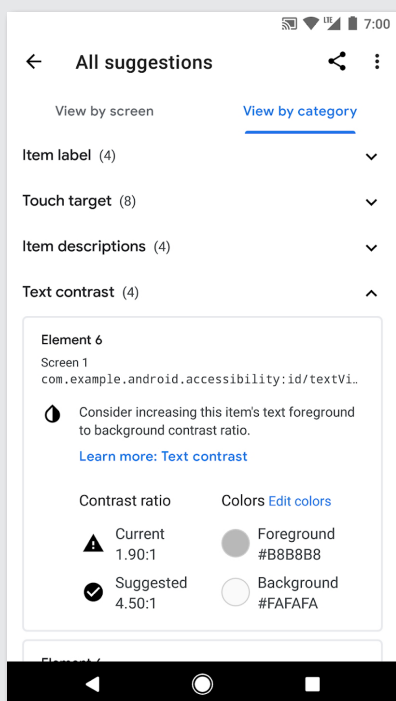 LTE 7:00
All suggestions
View by screen View by category
Item label (4)
Touch target (8)
Item descriptions (4)
Text contrast (4)
Element 6
Screen 1
com.example.android.accessibility:id/textVi…
Consider increasing this item's text foreground
to background contrast ratio.
Learn more: Text contrast
Contrast ratio Colors Edit colors
Current Foreground
1.90:1 #B8B8B8
Suggested Background
4.50:1 #FAFAFA